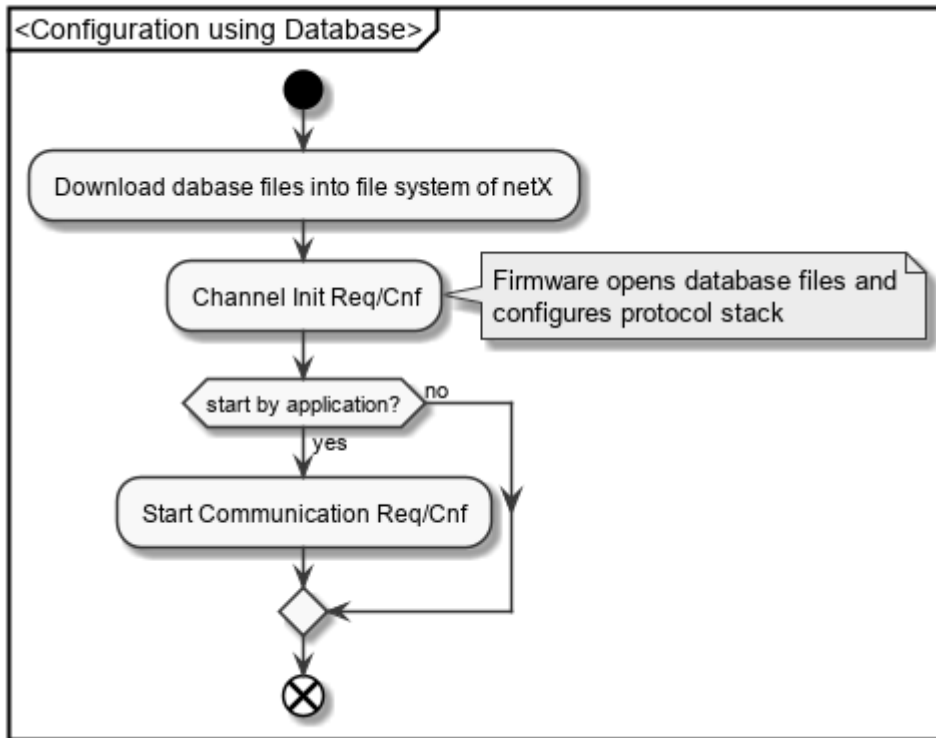 <Configuration using Database>
Download dabase files into file system of netX
Channel Init Req/Cnf
Firmware opens database files and
configures protocol stack
start by application?
no
yes
Start Communication Req/Cnf